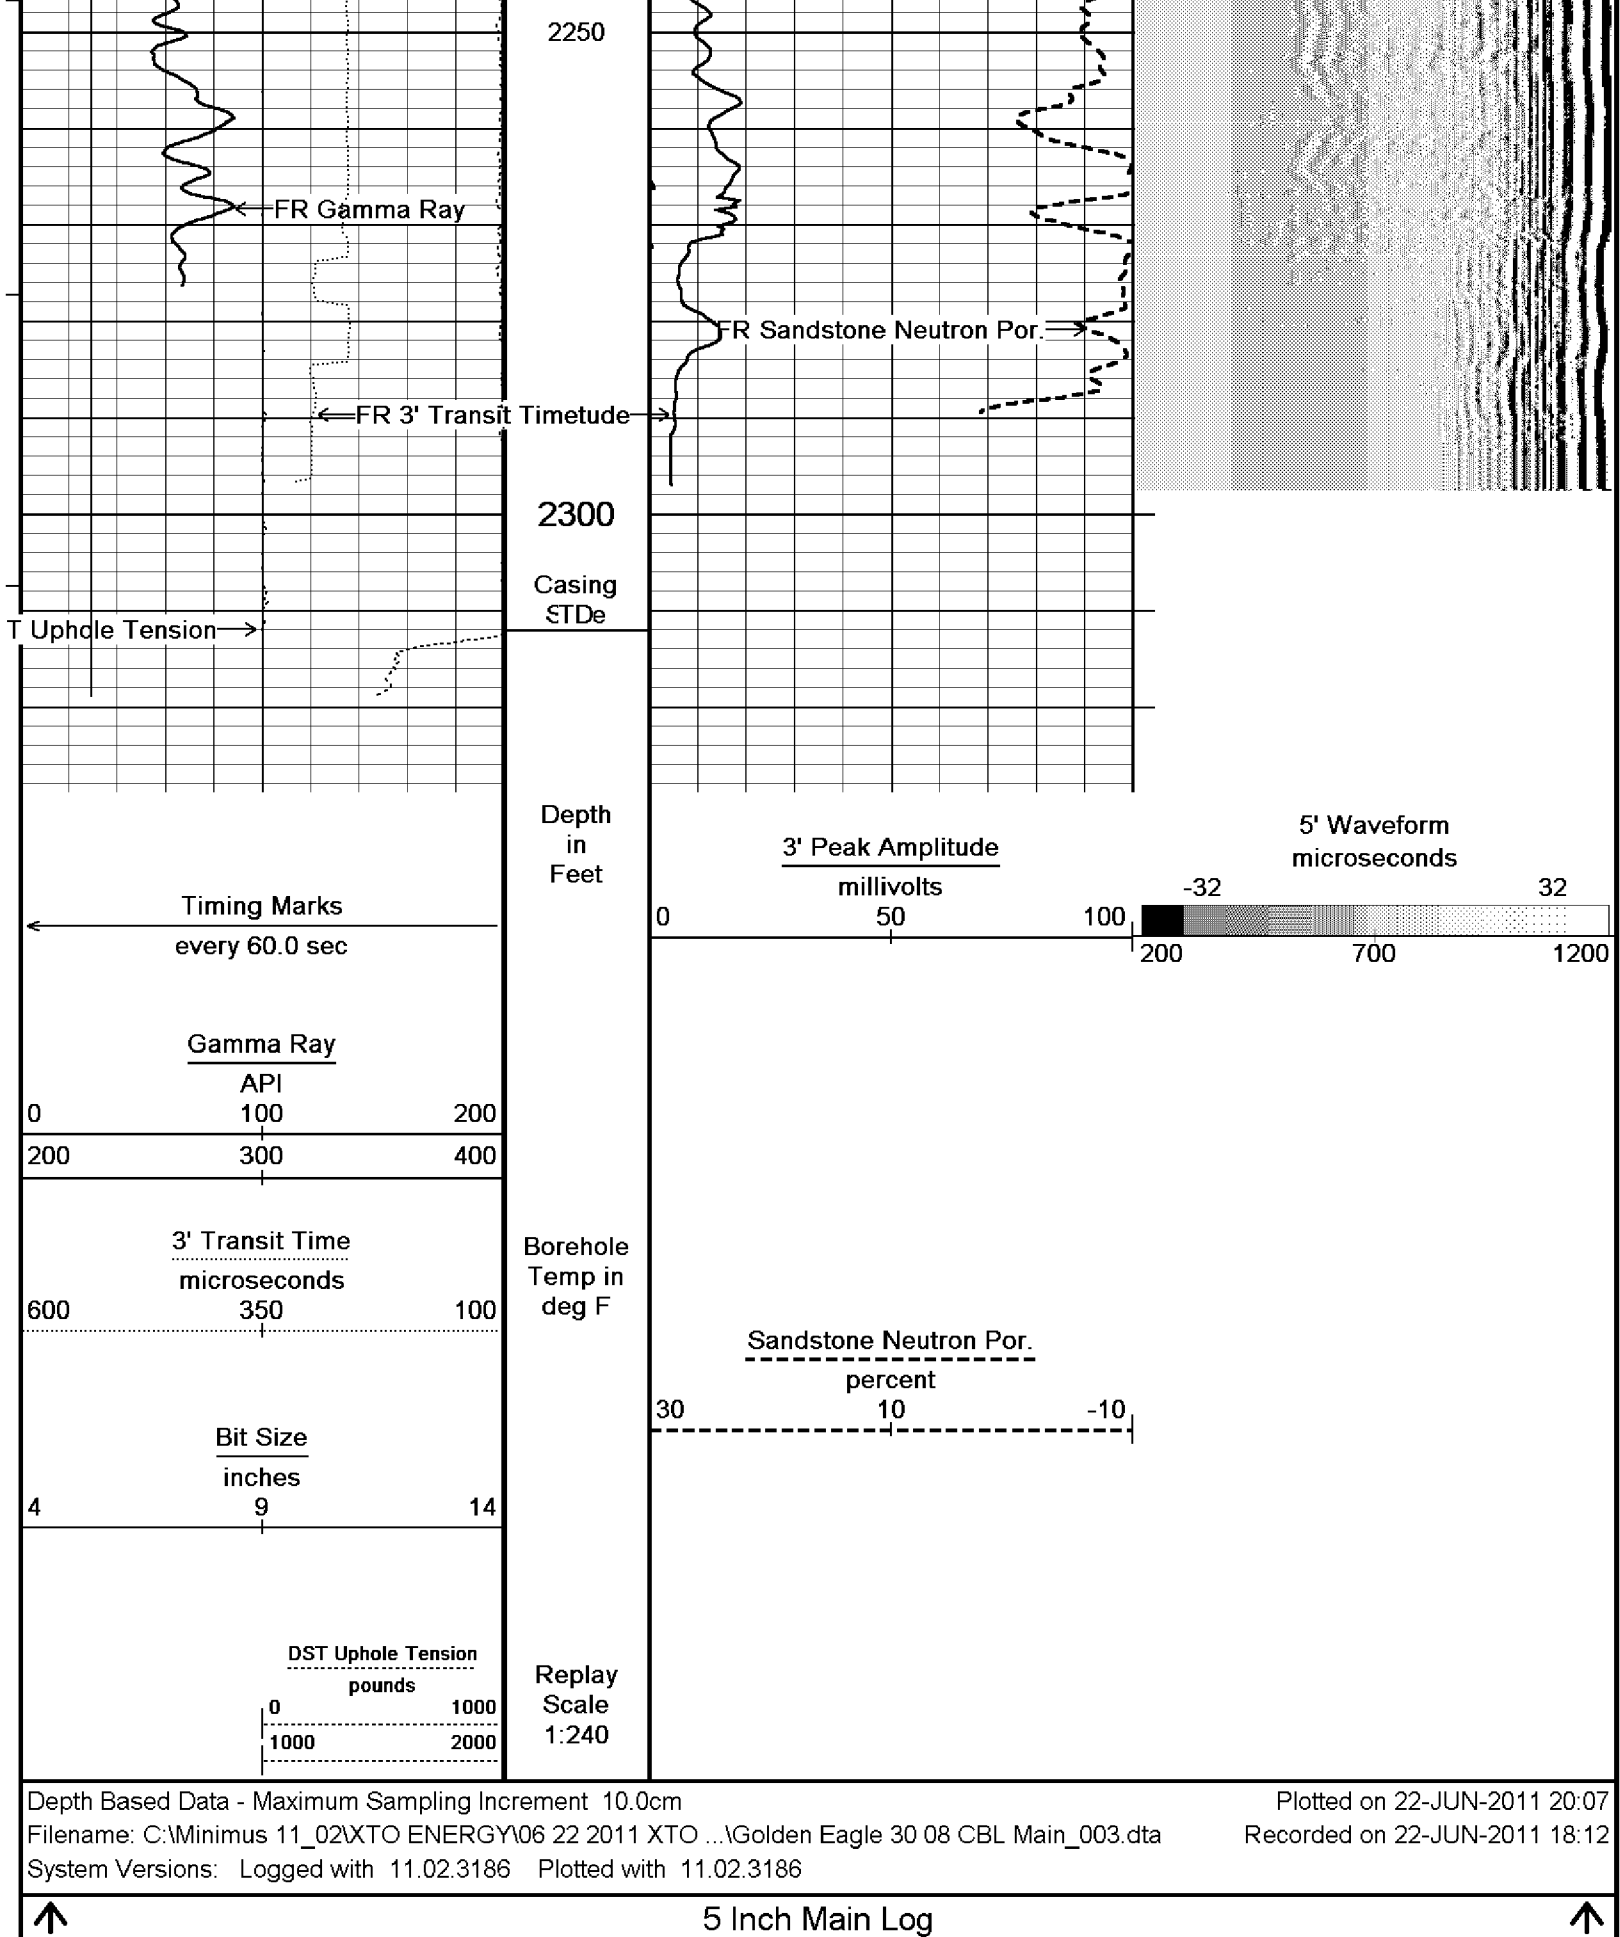 2250
FR Gamma Ray
FR Sandstone Neutron Por.
FR 3' Transit Timetude
2300
Casing
STDe
T Uphole Tension
Depth
in
Feet
3' Peak Amplitude
millivolts
0 50 100
5' Waveform
microseconds
-32 32
200 700 1200
Timing Marks
every 60.0 sec
Gamma Ray
API
0 100 200
200 300 400
3' Transit Time
microseconds
600 350 100
Borehole
Temp in
deg F
Sandstone Neutron Por.
percent
30 10 -10
Bit Size
inches
4 9 14
DST Uphole Tension
pounds
0 1000
1000 2000
Replay
Scale
1:240
Depth Based Data - Maximum Sampling Increment 10.0cm
Plotted on 22-JUN-2011 20:07
Filename: C:\Minimus 11_02\XTO ENERGY\06 22 2011 XTO ...\Golden Eagle 30 08 CBL Main_003.dta
Recorded on 22-JUN-2011 18:12
System Versions: Logged with 11.02.3186 Plotted with 11.02.3186
5 Inch Main Log